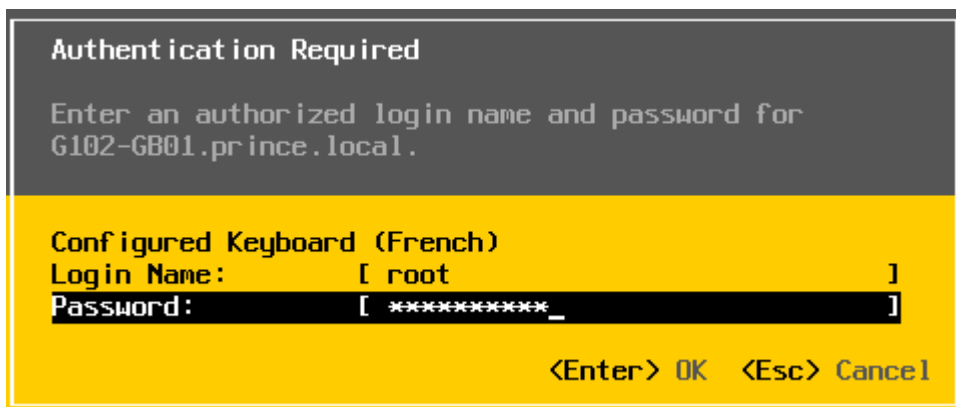 Authentication Required
Enter an authorized login name and password for
G102-GB01.prince.local.
Configured Keyboard (French)
Login Name: [ root ]
Password: [ **********_ ]
<Enter> OK <Esc> Cancel